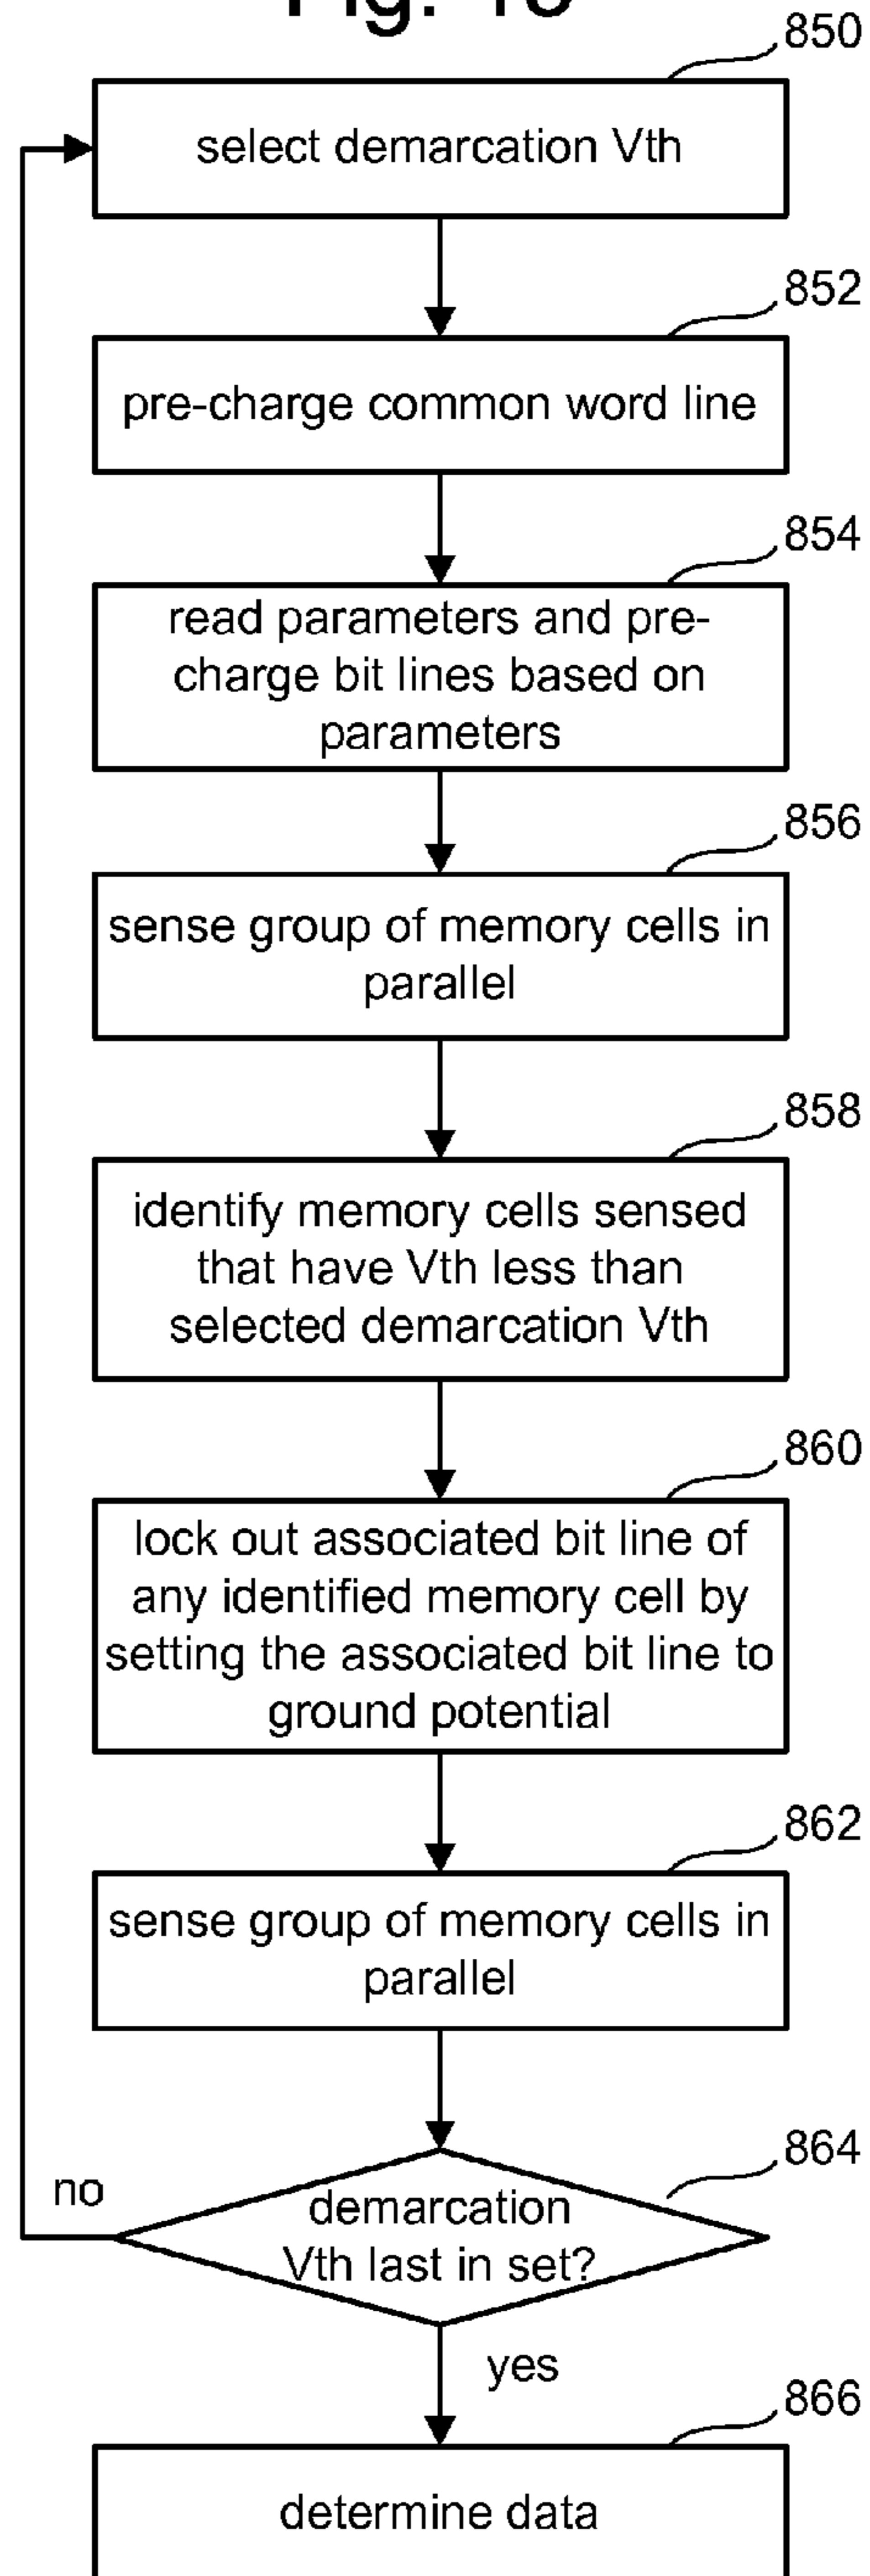 850
select demarcation Vth
852
pre-charge common word line
854
read parameters and pre-
charge bit lines based on
parameters
856
sense group of memory cells in
parallel
858
identify memory cells sensed
that have Vth less than
selected demarcation Vth
860
lock out associated bit line of
any identified memory cell by
setting the associated bit line to
ground potential
862
sense group of memory cells in
parallel
864
no
demarcation
Vth last in set?
yes
866
determine data